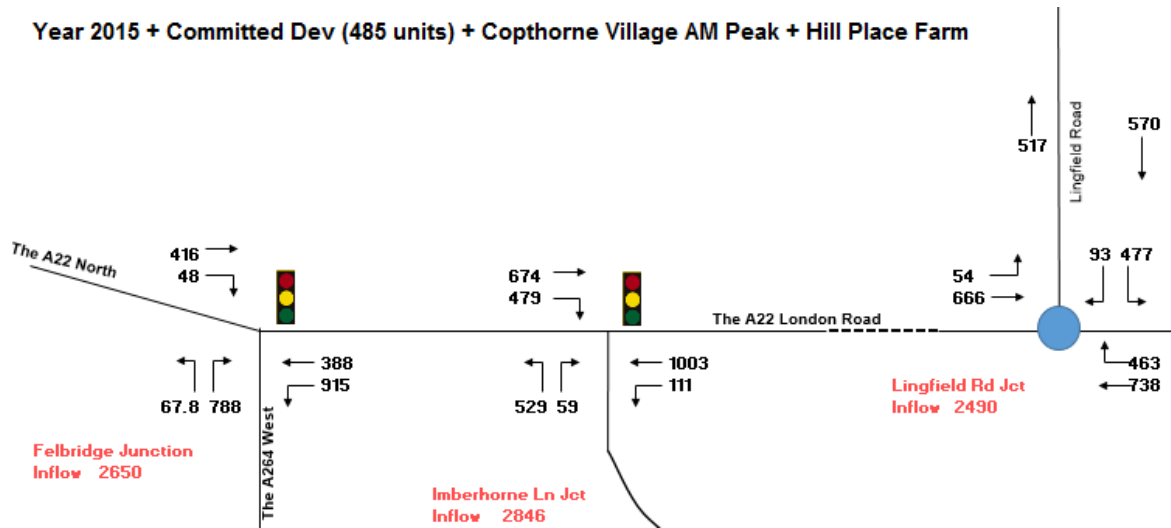 Year 2015 + Committed Dev (485 units) + Copthorne Village AM Peak + Hill Place Farm
517
Lingfield Road
570
The A22 North
416
48
674
479
54
666
93 477
The A22 London Road
388
915
67.8 788
The A264 West
1003
111
529 59
463
738
Lingfield Rd Jct
Inflow 2490
Felbridge Junction
Inflow 2650
Imberhorne Ln Jct
Inflow 2846